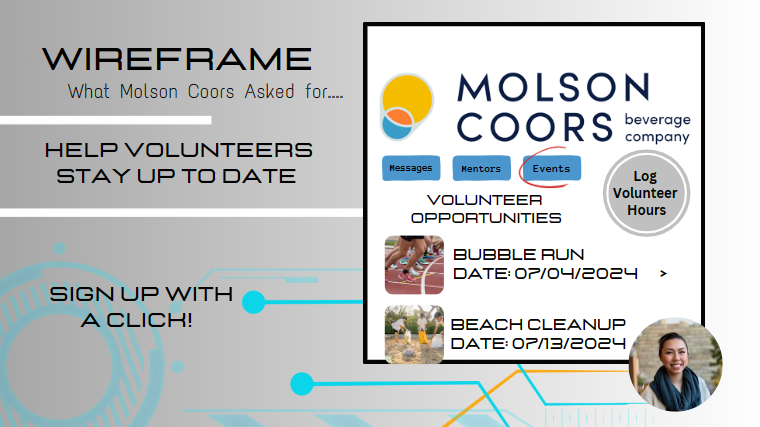 WIREFRAME
What Molson Coors Asked for....
HELP VOLUNTEERS
STAY UP TO DATE
SIGN UP WITH
A CLICK!
MOLSON
COORS beverage
company
Messages Mentors Events
Log
Volunteer
Hours
VOLUNTEER
OPPORTUNITIES
BUBBLE RUN
DATE: 07/04/2024 >
BEACH CLEANUP
DATE: 07/13/2024